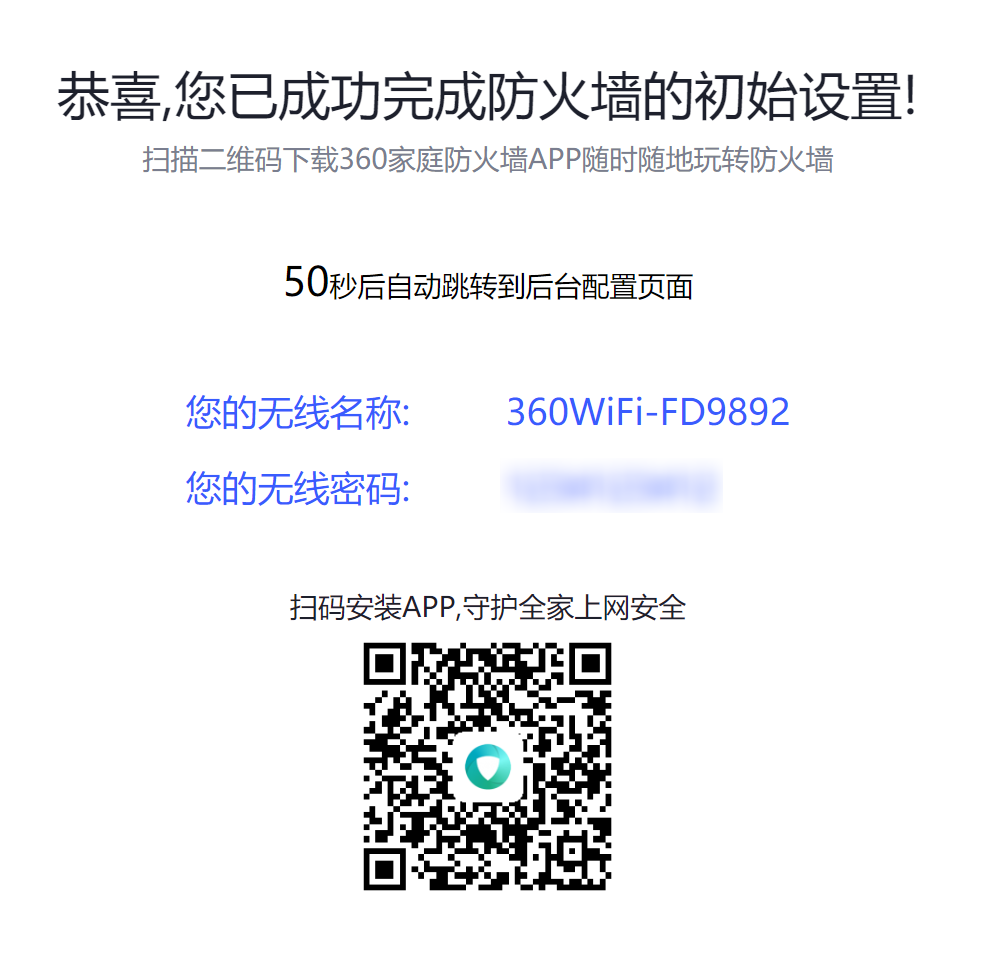 恭喜,您已成功完成防火墙的初始设置!
扫描二维码下载360家庭防火墙APP随时随地玩转防火墙
50秒后自动跳转到后台配置页面
您的无线名称: 360WiFi-FD9892
您的无线密码:
扫码安装APP,守护全家上网安全